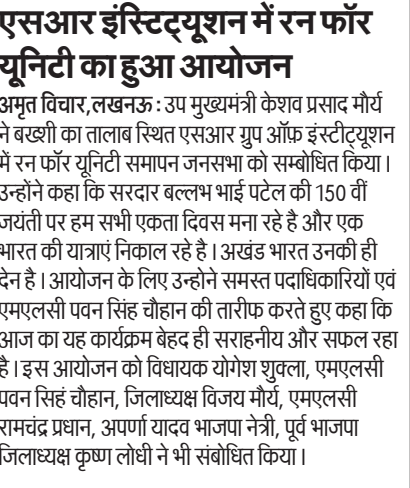 एसआर इंस्टिट्यूशन में रन फॉर
यूनिटी का हुआ आयोजन
अमृत विचार,लखनऊ : उप मुख्यमंत्री केशव प्रसाद मौर्य
ने बख्शी का तालाब स्थित एसआर ग्रुप ऑफ़ इंस्टीट्यूशन
में रन फॉर यूनिटी समापन जनसभा को सम्बोधित किया।
उन्होंने कहा कि सरदार बल्लभ भाई पटेल की 150 वीं
जयंती पर हम सभी एकता दिवस मना रहे है और एक
भारत की यात्राएं निकाल रहे है। अखंड भारत उनकी ही
देन है। आयोजन के लिए उन्होने समस्त पदाधिकारियों एवं
एमएलसी पवन सिंह चौहान की तारीफ करते हुए कहा कि
आज का यह कार्यक्रम बेहद ही सराहनीय और सफल रहा
है। इस आयोजन को विधायक योगेश शुक्ला, एमएलसी
पवन सिहं चौहान, जिलाध्यक्ष विजय मौर्य, एमएलसी
रामचंद्र प्रधान, अपर्णा यादव भाजपा नेत्री, पूर्व भाजपा
जिलाध्यक्ष कृष्ण लोधी ने भी संबोधित किया।